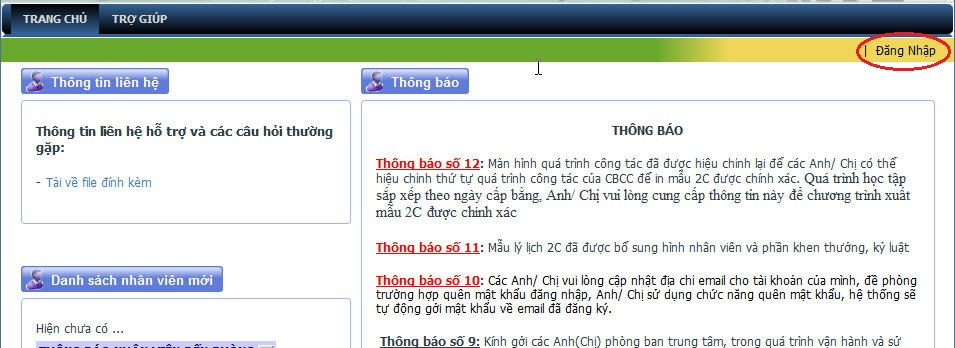 TRANG CHỦ TRỢ GIÚP
| Đăng Nhập
Thông tin liên hệ
Thông tin liên hệ hỗ trợ và các câu hỏi thường
gặp:
- Tải về file đính kèm
Danh sách nhân viên mới
Hiện chưa có ...
Thông báo
THÔNG BÁO
Thông báo số 12: Màn hình quá trình công tác đã được hiệu chỉnh lại để các Anh/ Chị có thể
hiệu chinh thứ tự quá trình công tác của CBCC để in mẫu 2C được chính xác. Quá trình học tập
sắp xếp theo ngày cấp bằng, Anh/ Chị vui lòng cung cấp thông tin này để chương trình xuất
mẫu 2C được chinh xác
Thông báo số 11: Mẫu lý lịch 2C đã được bổ sung hình nhân viên và phần khen thưởng, kỷ luật
Thông báo số 10: Các Anh/ Chị vui lòng cập nhật địa chỉ email cho tài khoản của mình, đề phòng
trường hợp quên mật khẩu đăng nhập, Anh/ Chị sử dụng chức năng quên mật khẩu, hệ thống sẽ
tự động gởi mật khẩu về email đã đăng ký.
Thông báo số 9: Kính gởi các Anh(Chị) phòng ban trung tâm, trong quá trình vận hành và sử